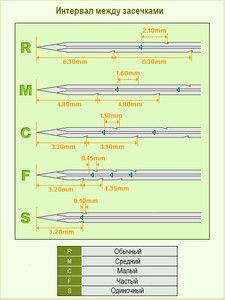 Интервал между засечками
R
2.10mm
6.30mm 6.30mm
M
1.60mm
4.80mm 4.80mm
C
1.10mm
3.30mm 3.30mm
F
0.45mm
3.20mm 1.35mm
S
0.10mm
3.20mm
R Обычный
M Средний
C Малый
F Частый
S Одиночный